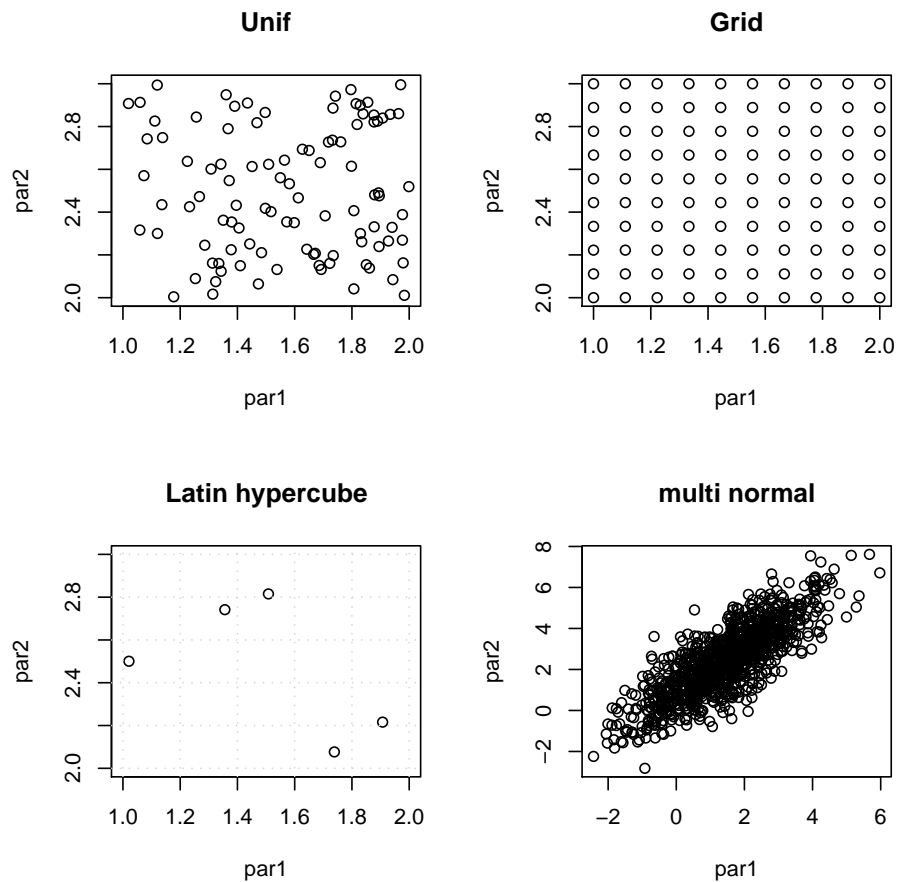 Unif
par2
2.0 2.4 2.8
1.0 1.2 1.4 1.6 1.8 2.0
par1
Grid
par2
2.0 2.4 2.8
1.0 1.2 1.4 1.6 1.8 2.0
par1
Latin hypercube
par2
2.0 2.4 2.8
1.0 1.2 1.4 1.6 1.8 2.0
par1
multi normal
par2
−2 0 2 4 6 8
−2 0 2 4 6
par1